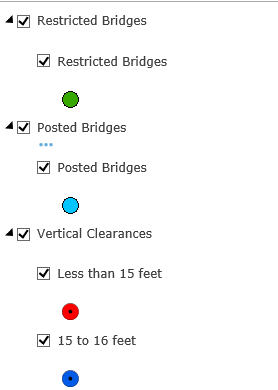 Restricted Bridges
Restricted Bridges
Posted Bridges
Posted Bridges
Vertical Clearances
Less than 15 feet
15 to 16 feet